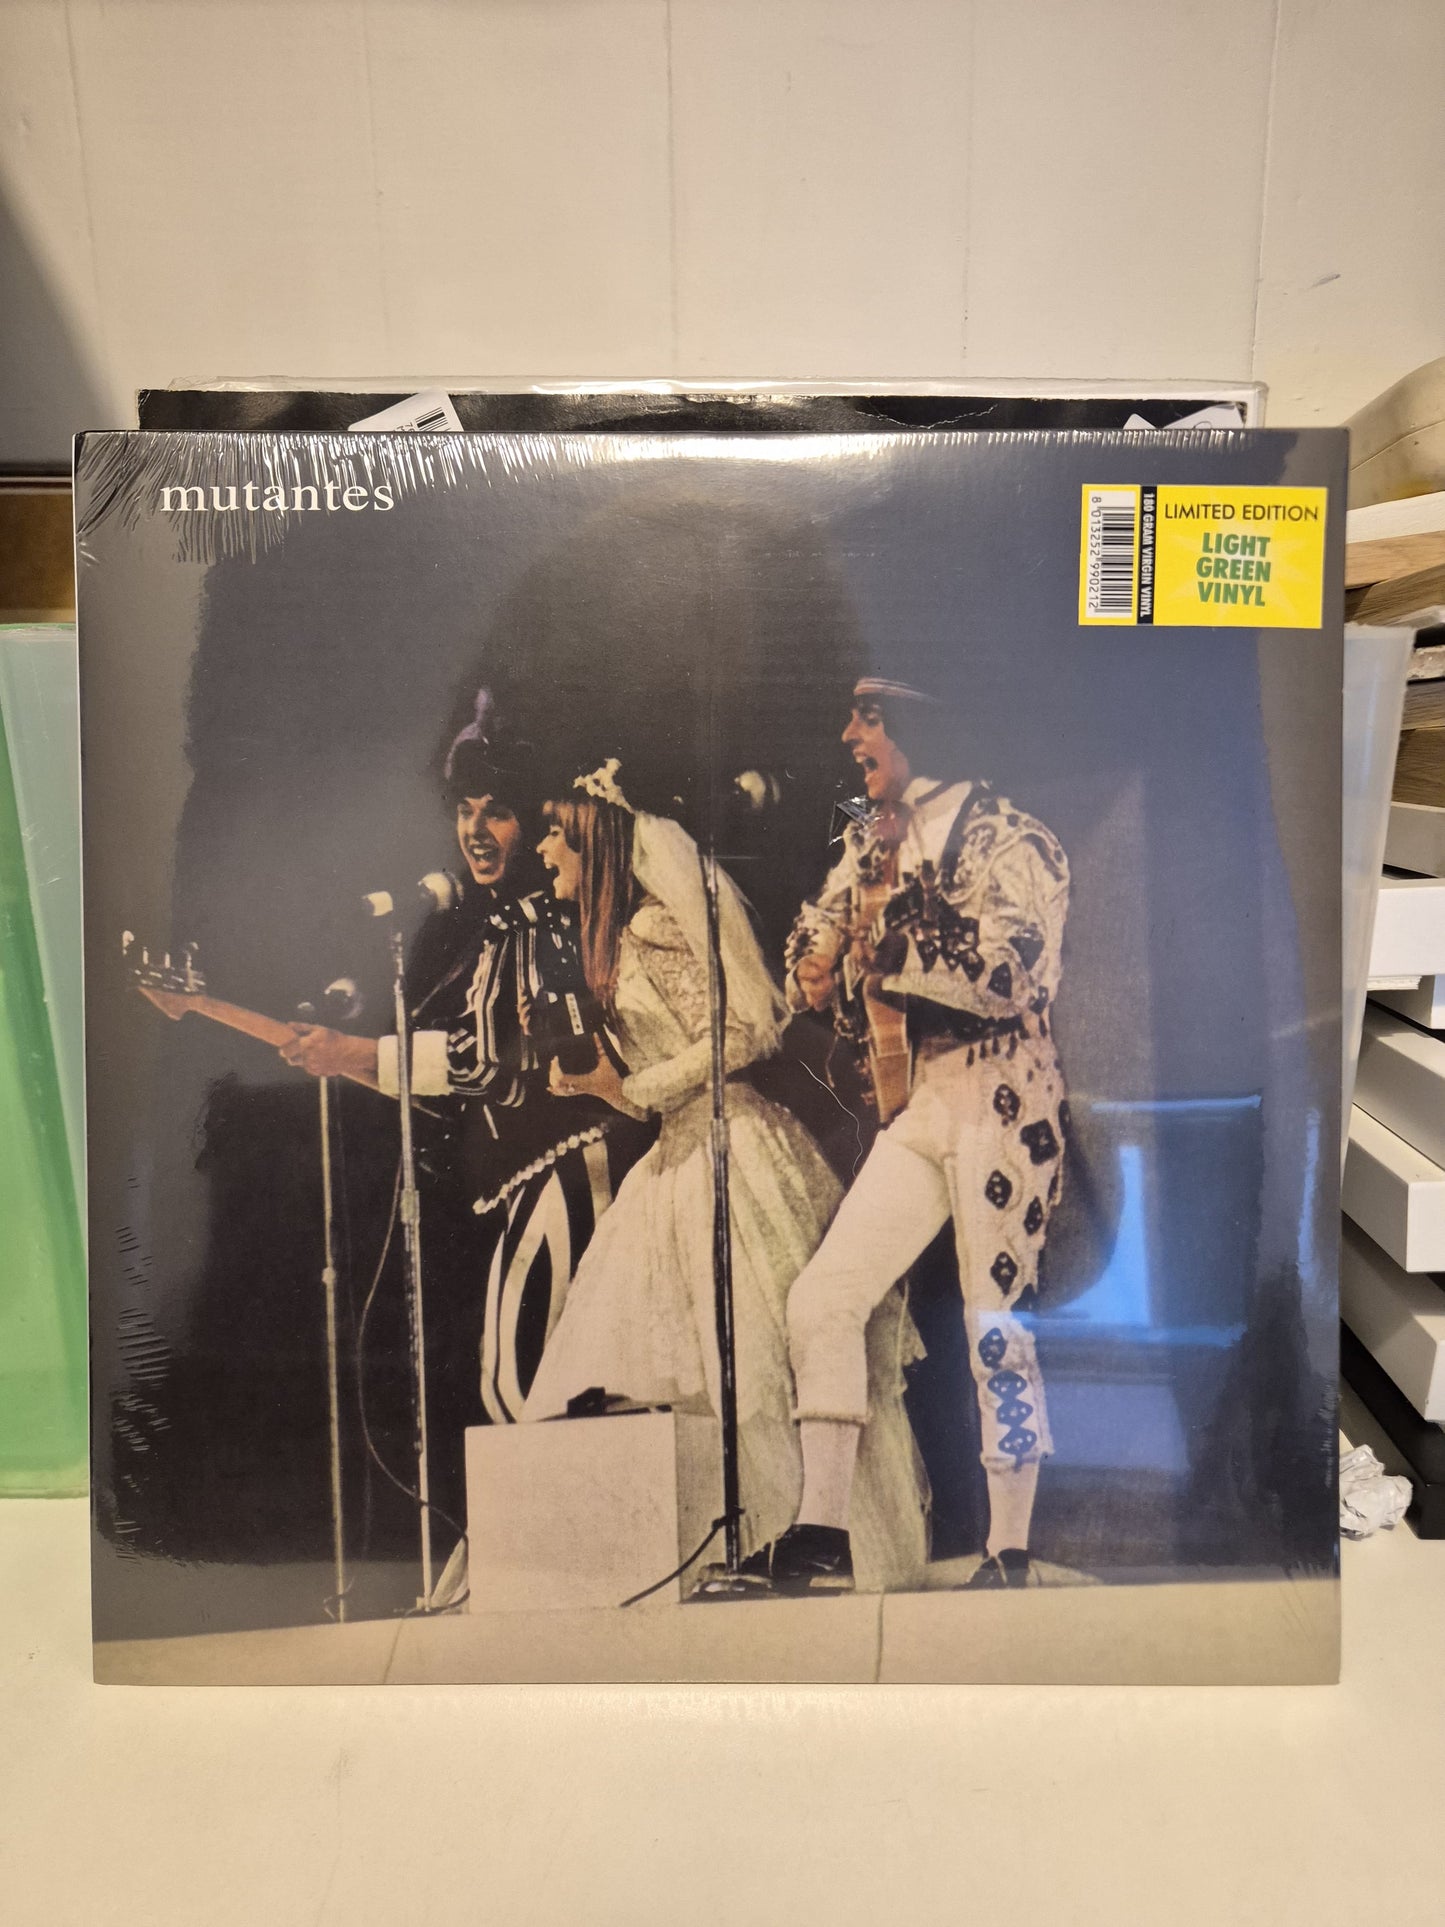 mutantes
8 013252 990212
180 GRAM VIRGIN VINYL
LIMITED EDITION
LIGHT
GREEN
VINYL